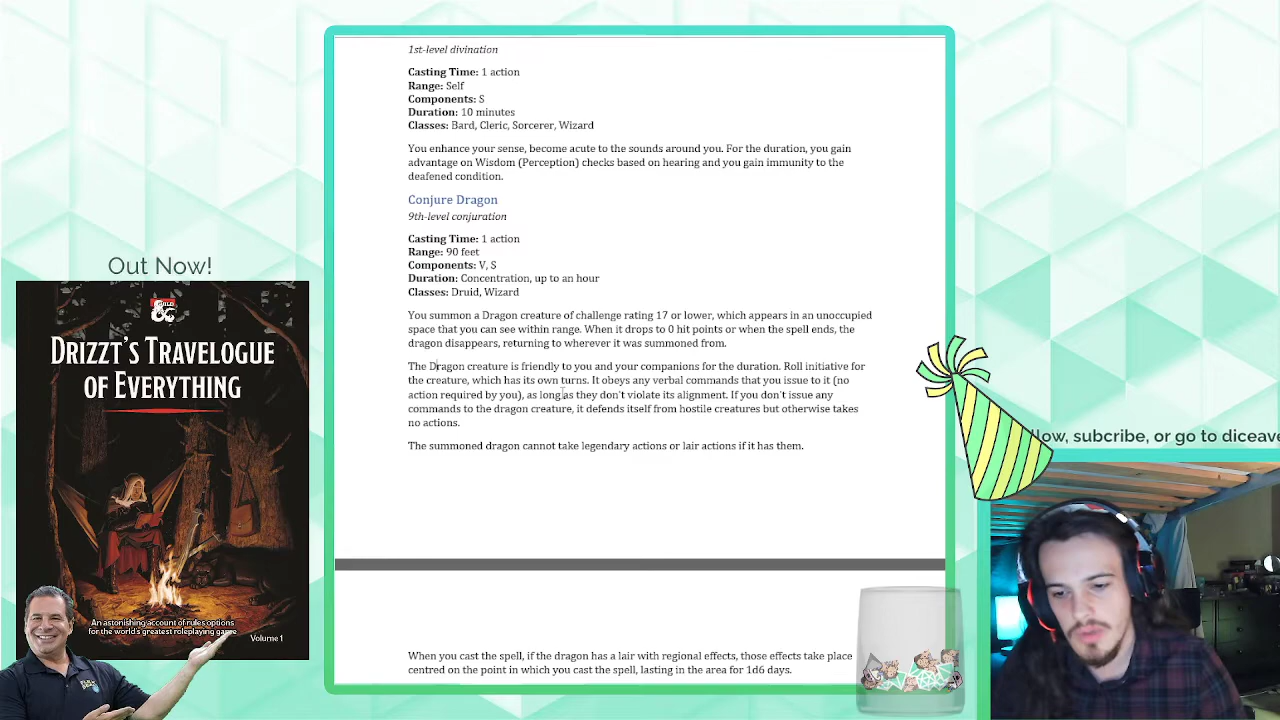 1st-level divination
Casting Time: 1 action
Range: Self
Components: S
Duration: 10 minutes
Classes: Bard, Cleric, Sorcerer, Wizard
You enhance your sense, become acute to the sounds around you. For the duration, you gain
advantage on Wisdom (Perception) checks based on hearing and you gain immunity to the
deafened condition.
Conjure Dragon
9th-level conjuration
Casting Time: 1 action
Range: 90 feet
Components: V, S
Duration: Concentration, up to an hour
Classes: Druid, Wizard
You summon a Dragon creature of challenge rating 17 or lower, which appears in an unoccupied
space that you can see within range. When it drops to 0 hit points or when the spell ends, the
dragon disappears, returning to wherever it was summoned from.
The Dragon creature is friendly to you and your companions for the duration. Roll initiative for
the creature, which has its own turns. It obeys any verbal commands that you issue to it (no
action required by you), as long as they don't violate its alignment. If you don't issue any
commands to the dragon creature, it defends itself from hostile creatures but otherwise takes
no actions.
The summoned dragon cannot take legendary actions or lair actions if it has them.
When you cast the spell, if the dragon has a lair with regional effects, those effects take place
centred on the point in which you cast the spell, lasting in the area for 1d6 days.
Out Now!
DRIZZT'S TRAVELOGUE
OF EVERYTHING
An astonishing account of rules options
for the world's greatest roleplaying game
Volume 1
llow, subcribe, or go to diceave